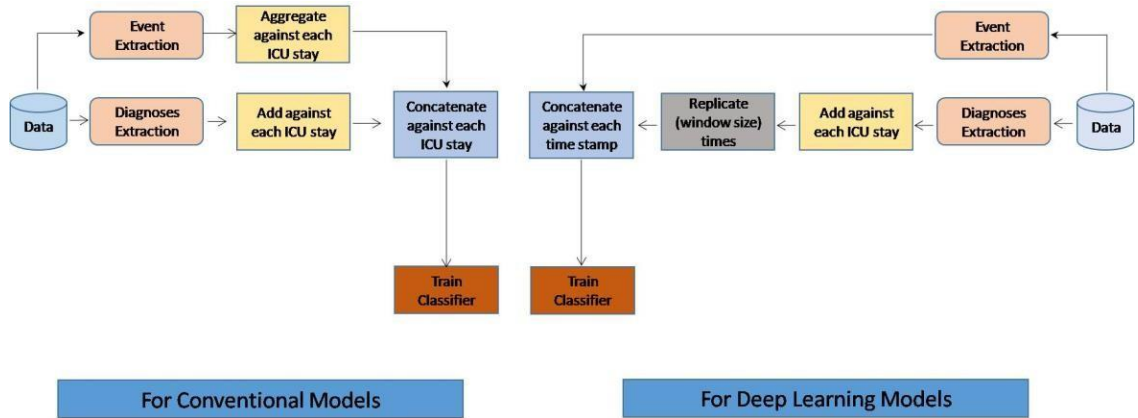 Event
Extraction
Aggregate
against each
ICU stay
Data
Diagnoses
Extraction
Add against
each ICU stay
Concatenate
against each
ICU stay
Train
Classifier
For Conventional Models
Event
Extraction
Concatenate
against each
time stamp
Replicate
(window size)
times
Add against
each ICU stay
Diagnoses
Extraction
Data
Train
Classifier
For Deep Learning Models